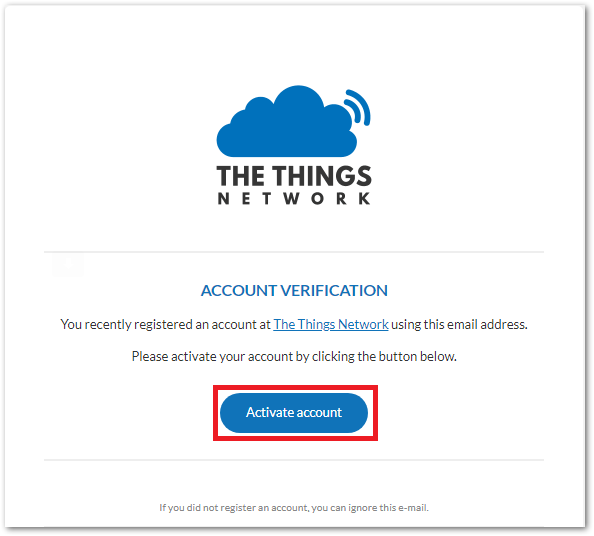 THE THINGS
NETWORK
ACCOUNT VERIFICATION
You recently registered an account at The Things Network using this email address.
Please activate your account by clicking the button below.
Activate account
If you did not register an account, you can ignore this e-mail.